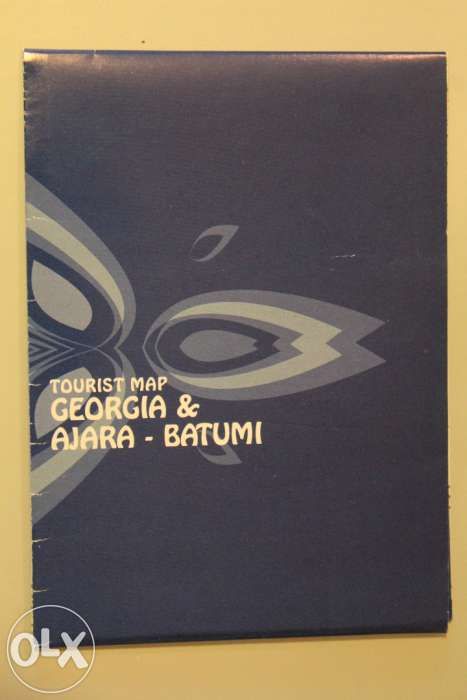 TOURIST MAP
GEORGIA &
AJARA - BATUMI
OLX